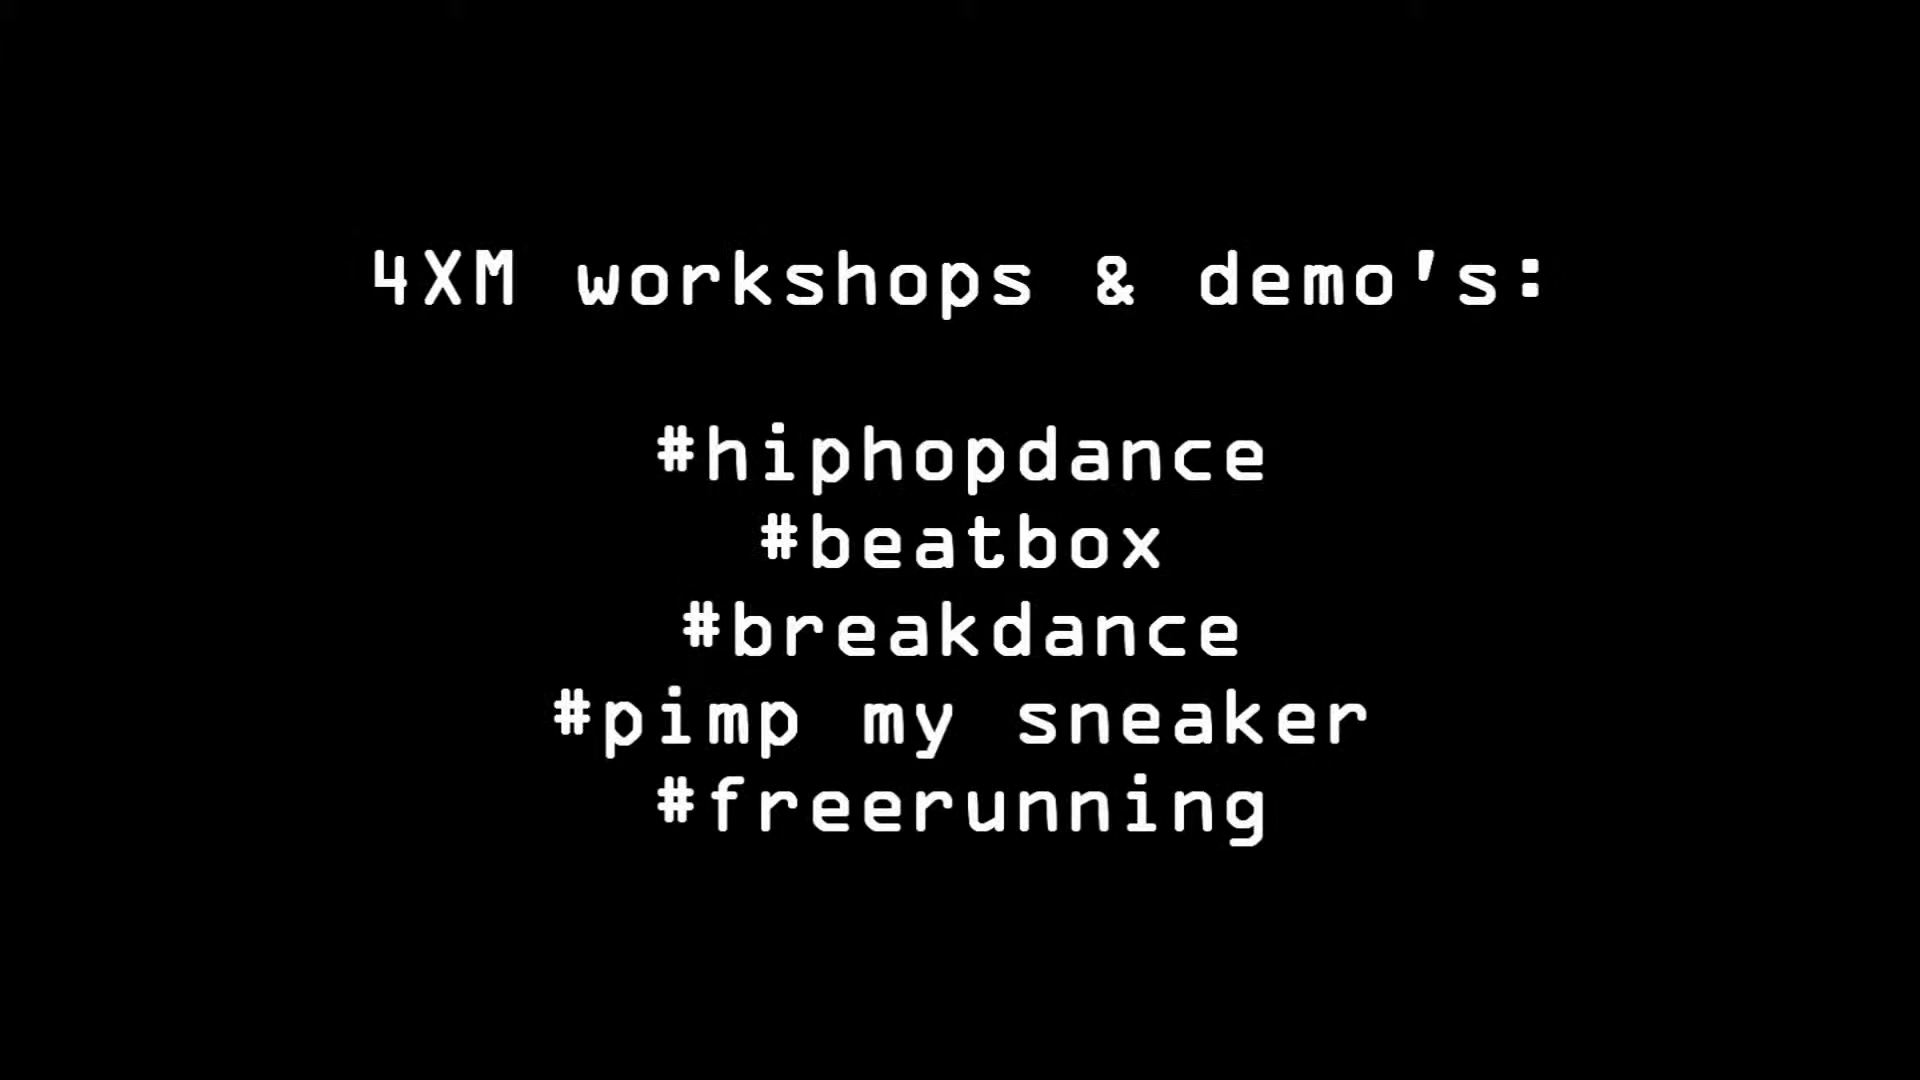 4XM workshops & demo's:
#hiphopdance
#beatbox
#breakdance
#pimp my sneaker
#freerunning